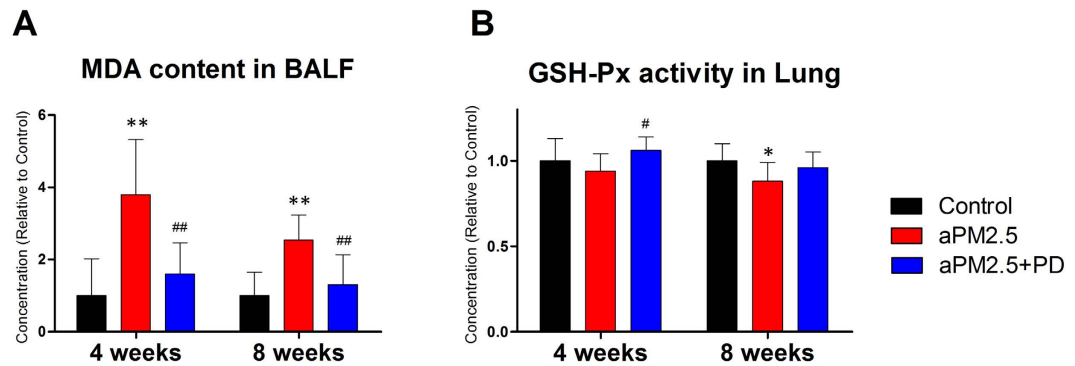 A
MDA content in BALF
Concentration (Relative to Control)
6
4
2
0
**
##
**
##
4 weeks
8 weeks
B
GSH-Px activity in Lung
Concentration (Relative to Control)
1.0
0.5
0.0
#
*
4 weeks
8 weeks
Control
aPM2.5
aPM2.5+PD